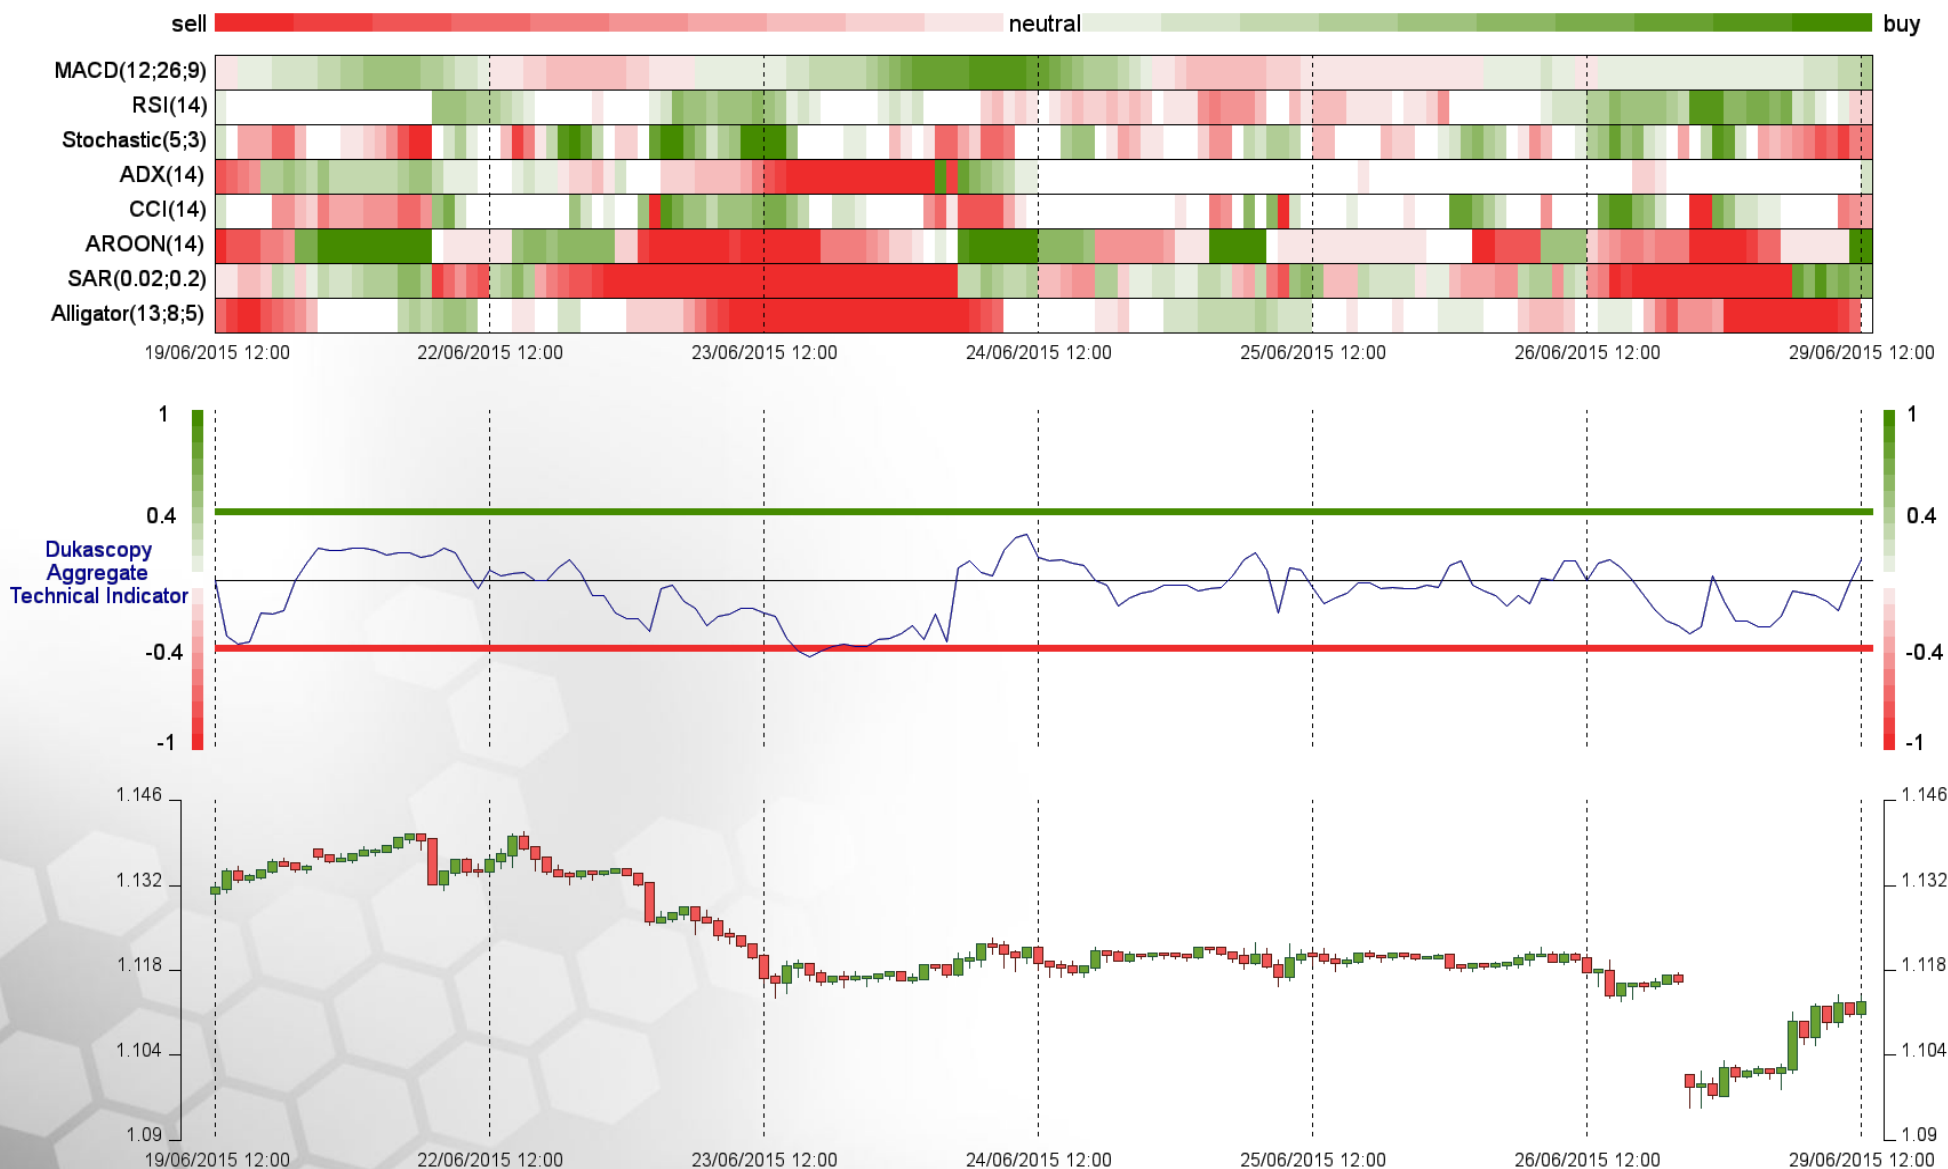 sell neutral buy
MACD(12;26;9)
RSI(14)
Stochastic(5;3)
ADX(14)
CCI(14)
AROON(14)
SAR(0.02;0.2)
Alligator(13;8;5)
19/06/2015 12:00 22/06/2015 12:00 23/06/2015 12:00 24/06/2015 12:00 25/06/2015 12:00 26/06/2015 12:00 29/06/2015 12:00
1 1
0.4 0.4
Dukascopy
Aggregate
Technical Indicator
-0.4 -0.4
-1 -1
1.146 1.146
1.132 1.132
1.118 1.118
1.104 1.104
1.09 1.09
19/06/2015 12:00 22/06/2015 12:00 23/06/2015 12:00 24/06/2015 12:00 25/06/2015 12:00 26/06/2015 12:00 29/06/2015 12:00